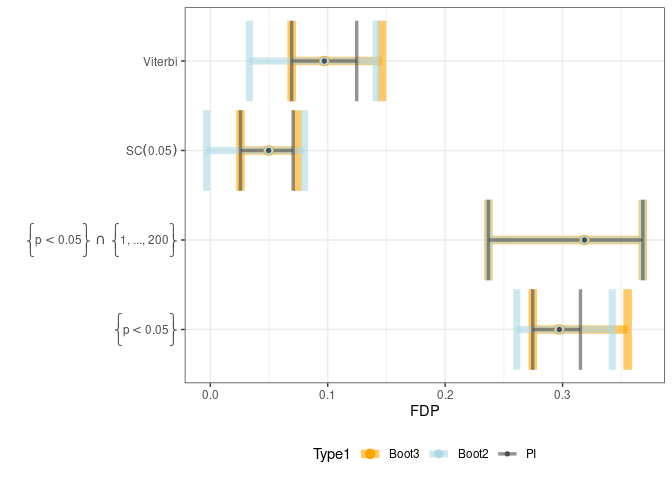 Viterbi
SC(0.05)
{p < 0.05} ∩ {1, ..., 200}
{p < 0.05}
0.0 0.1 0.2 0.3
FDP
Type1 Boot3 Boot2 PI